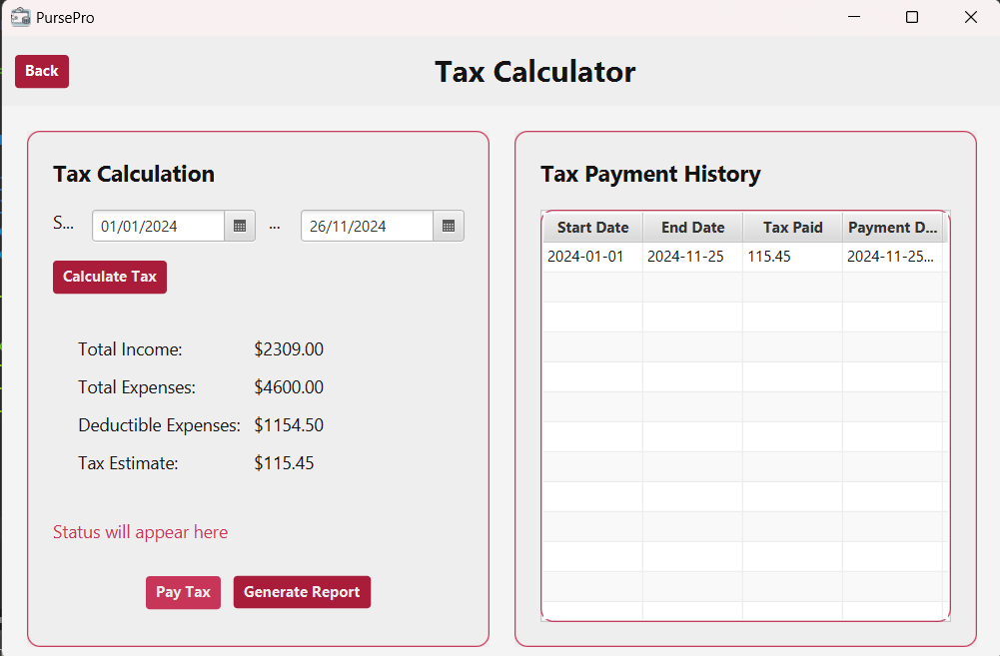 PursePro
Back
Tax Calculator
Tax Calculation
S... 01/01/2024 ... 26/11/2024
Calculate Tax
Total Income: $2309.00
Total Expenses: $4600.00
Deductible Expenses: $1154.50
Tax Estimate: $115.45
Status will appear here
Pay Tax Generate Report
Tax Payment History
Start Date End Date Tax Paid Payment D...
2024-01-01 2024-11-25 115.45 2024-11-25...